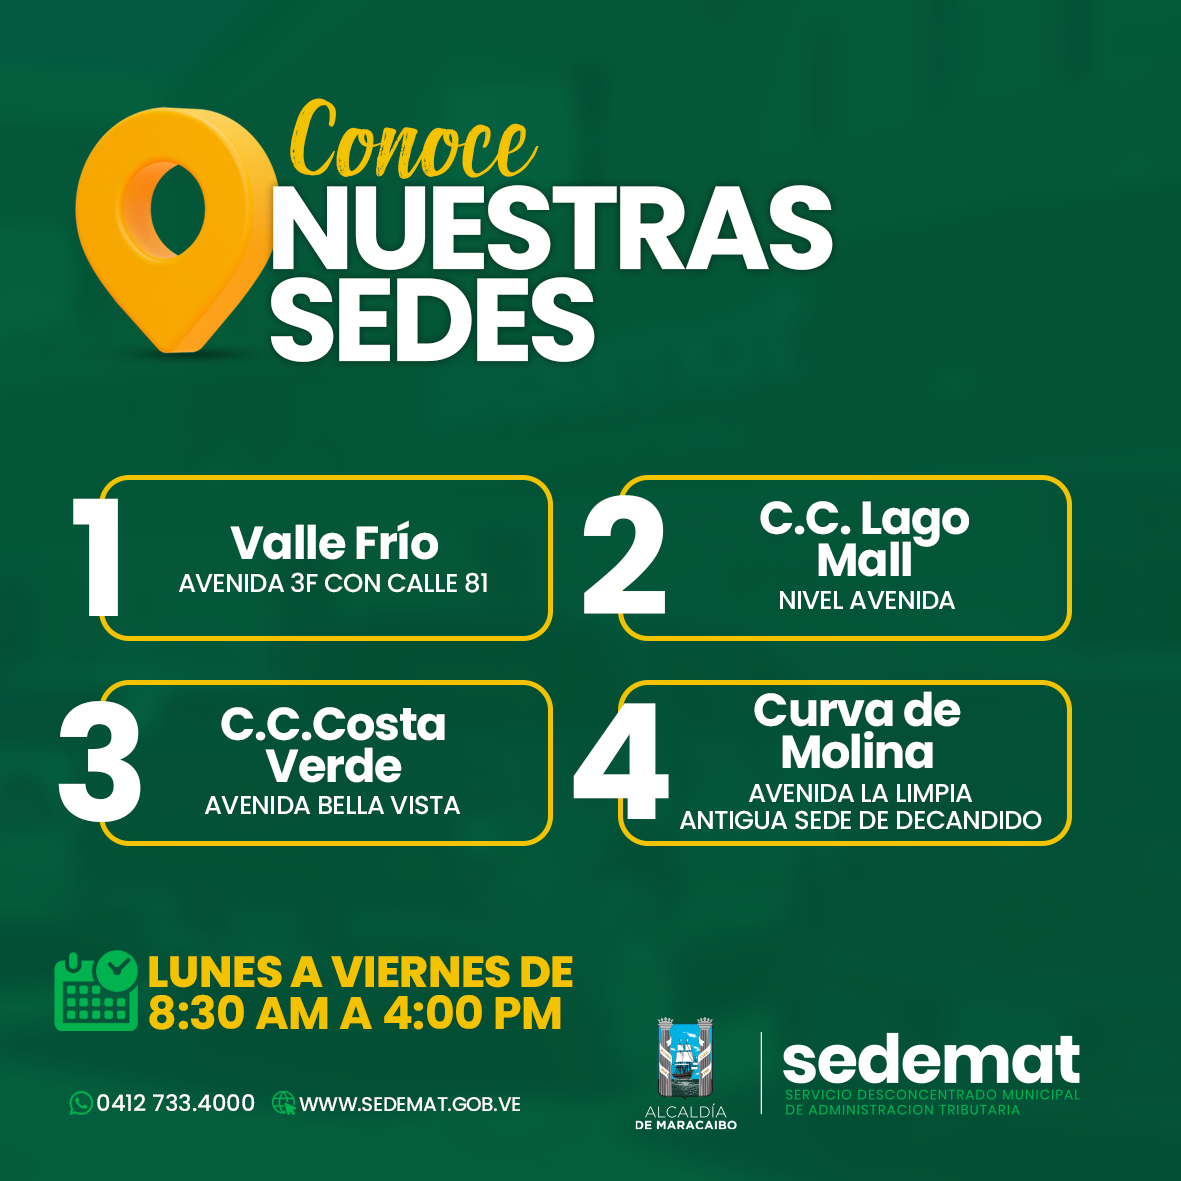 Conoce
NUESTRAS
SEDES
1
Valle Frío
AVENIDA 3F CON CALLE 81
2
C.C. Lago
Mall
NIVEL AVENIDA
3
C.C.Costa
Verde
AVENIDA BELLA VISTA
4
Curva de
Molina
AVENIDA LA LIMPIA
ANTIGUA SEDE DE DECANDIDO
LUNES A VIERNES DE
8:30 AM A 4:00 PM
0412 733.4000
WWW.SEDEMAT.GOB.VE
ALCALDÍA
DE MARACAIBO
sedemat
SERVICIO DESCONCENTRADO MUNICIPAL
DE ADMINISTRACION TRIBUTARIA